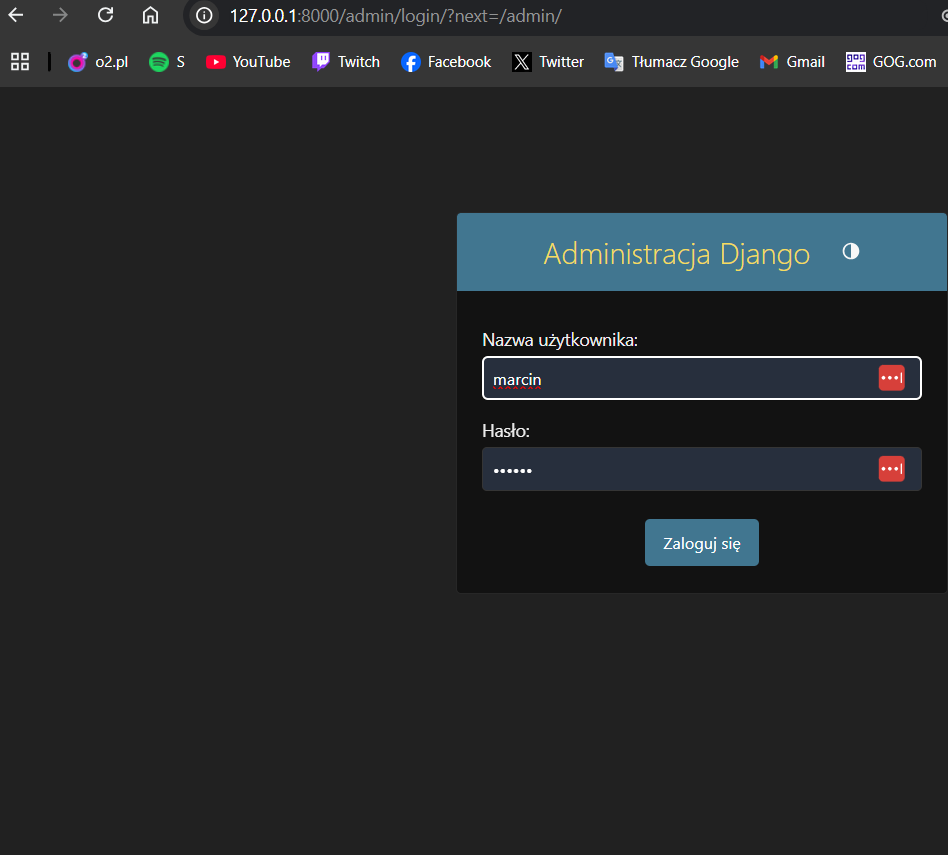 127.0.0.1:8000/admin/login/?next=/admin/
o2.pl S YouTube Twitch Facebook Twitter Tłumacz Google Gmail GOG.com
Administracja Django
Nazwa użytkownika:
marcin
Hasło:
••••••
Zaloguj się